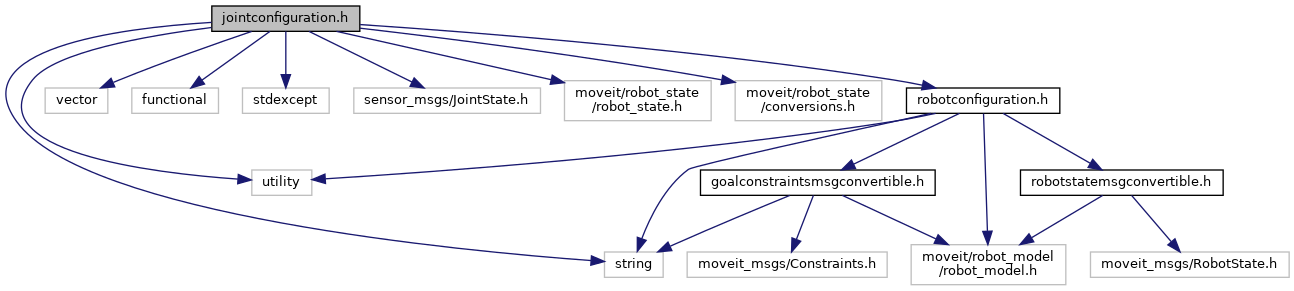 jointconfiguration.h
vector
functional
stdexcept
sensor_msgs/JointState.h
moveit/robot_state
/robot_state.h
moveit/robot_state
/conversions.h
robotconfiguration.h
utility
goalconstraintsmsgconvertible.h
robotstatemsgconvertible.h
string
moveit_msgs/Constraints.h
moveit/robot_model
/robot_model.h
moveit_msgs/RobotState.h